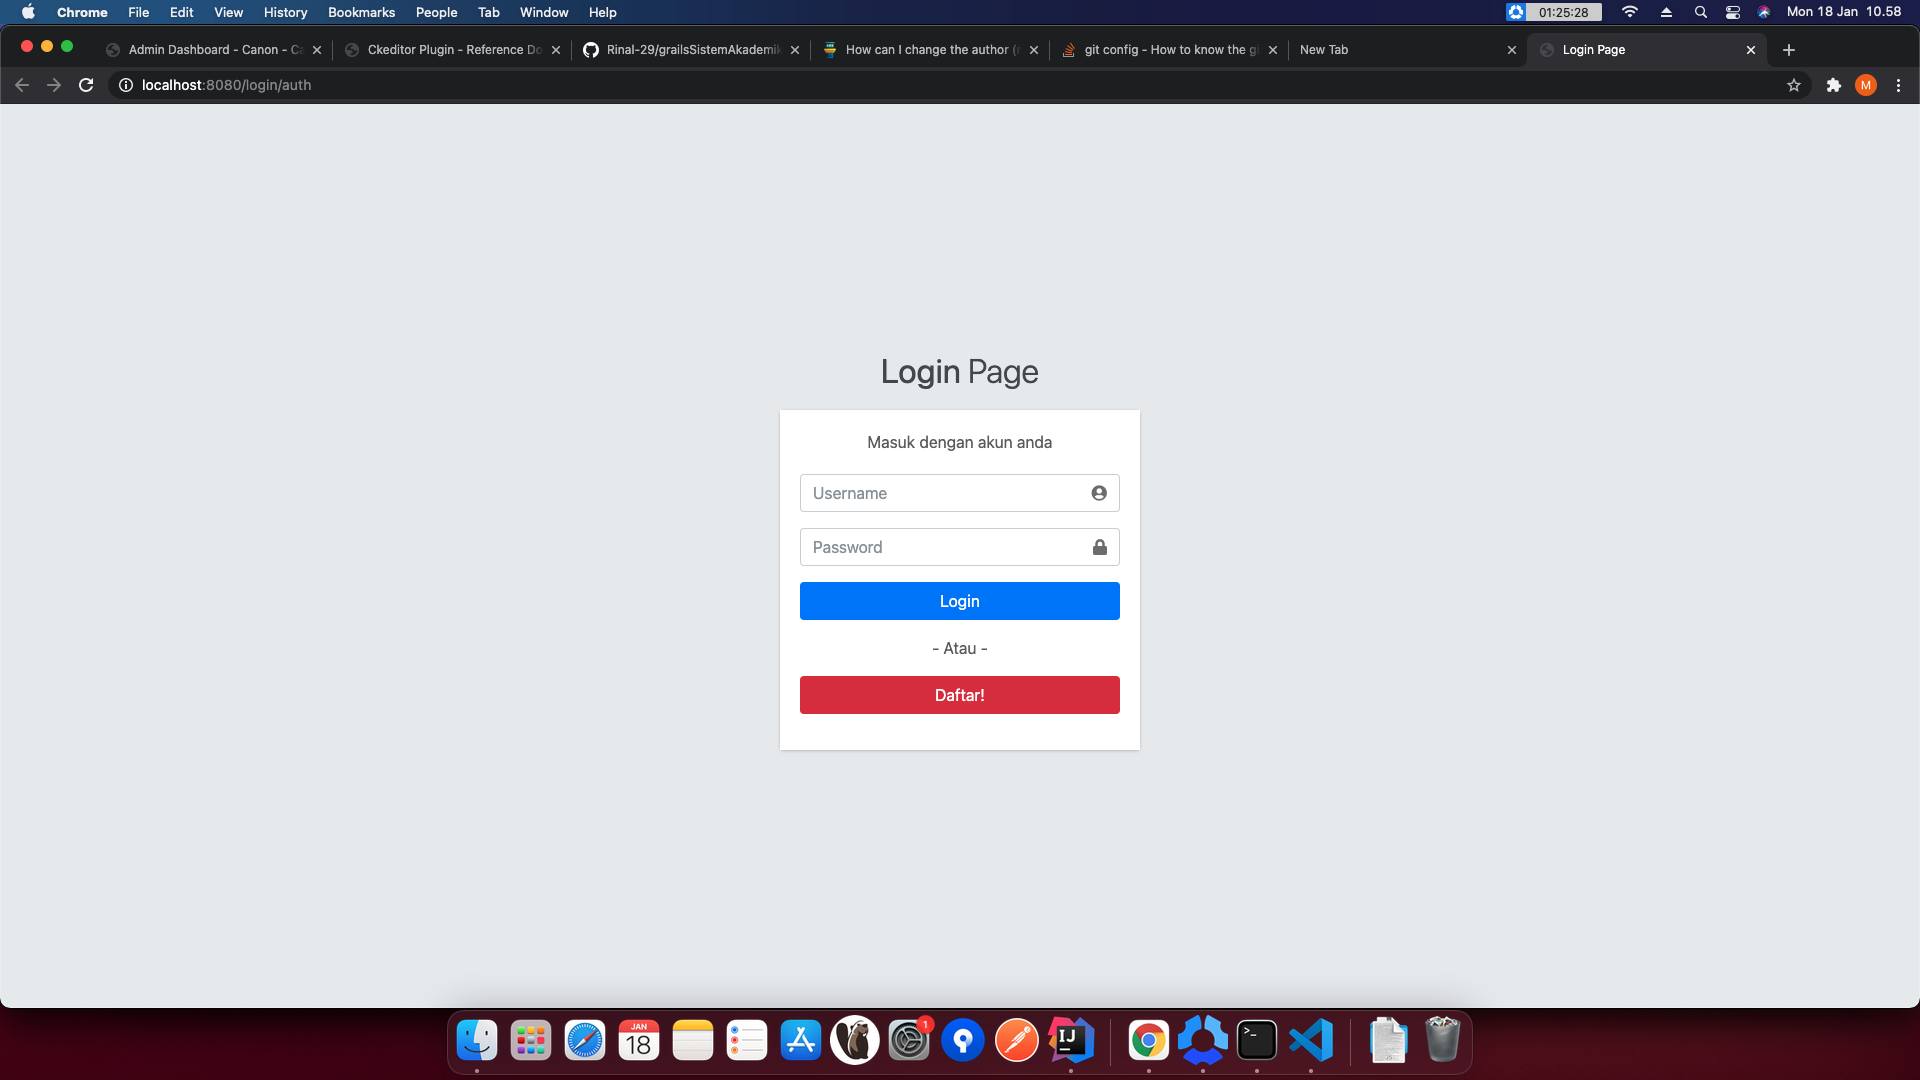 Chrome File Edit View History Bookmarks People Tab Window Help 01:25:28 Mon 18 Jan 10.58
Admin Dashboard - Canon - Ca Ckeditor Plugin - Reference Do Rinal-29/grailsSistemAkademik How can I change the author ( git config - How to know the gi New Tab Login Page
localhost:8080/login/auth M
Login Page
Masuk dengan akun anda
Username
Password
Login
- Atau -
Daftar!
JAN
18
1
IJ
>_